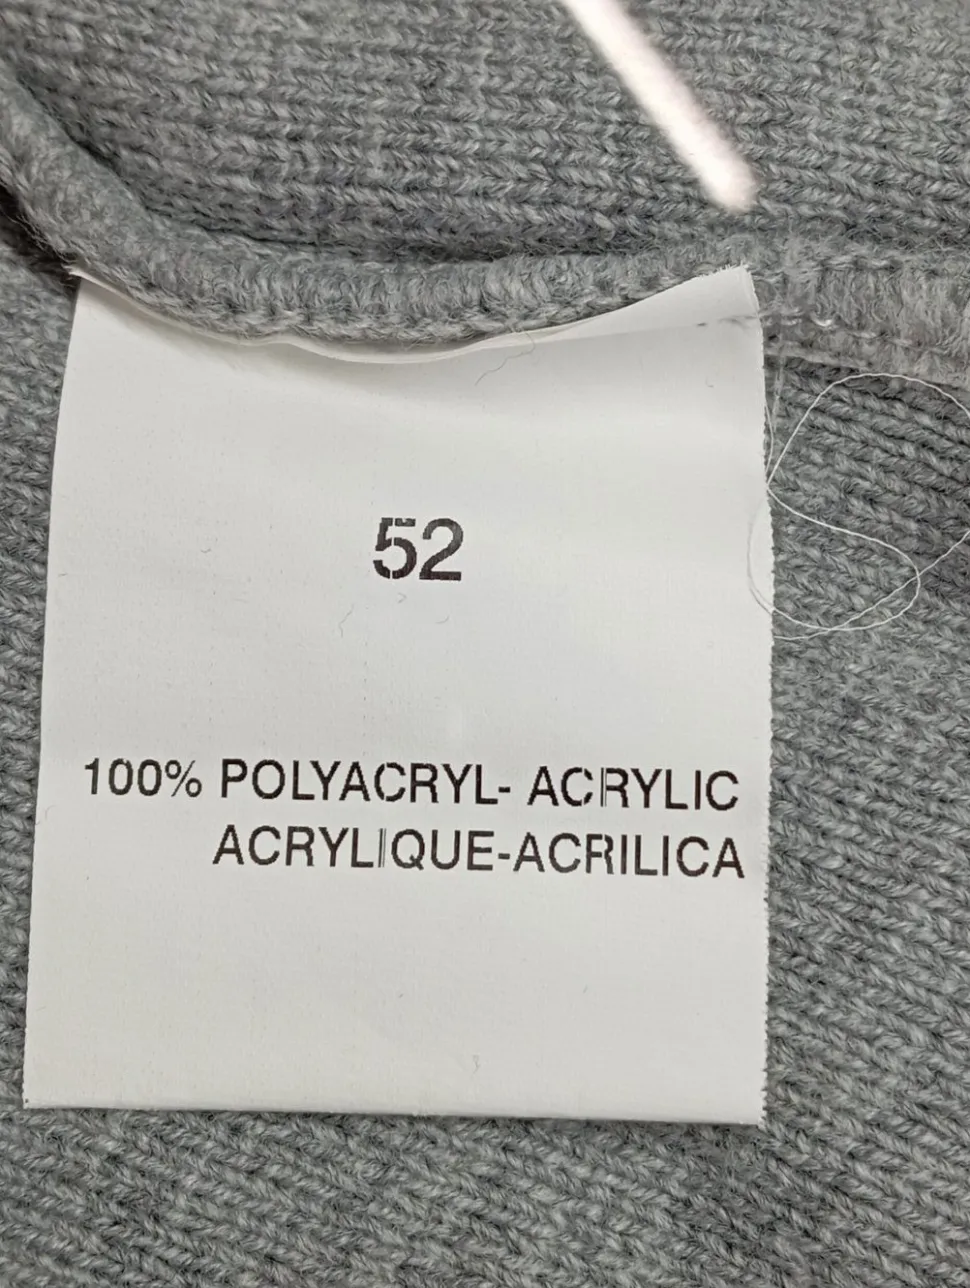 52
100% POLYACRYL- ACRYLIC
ACRYLIQUE-ACRILICA